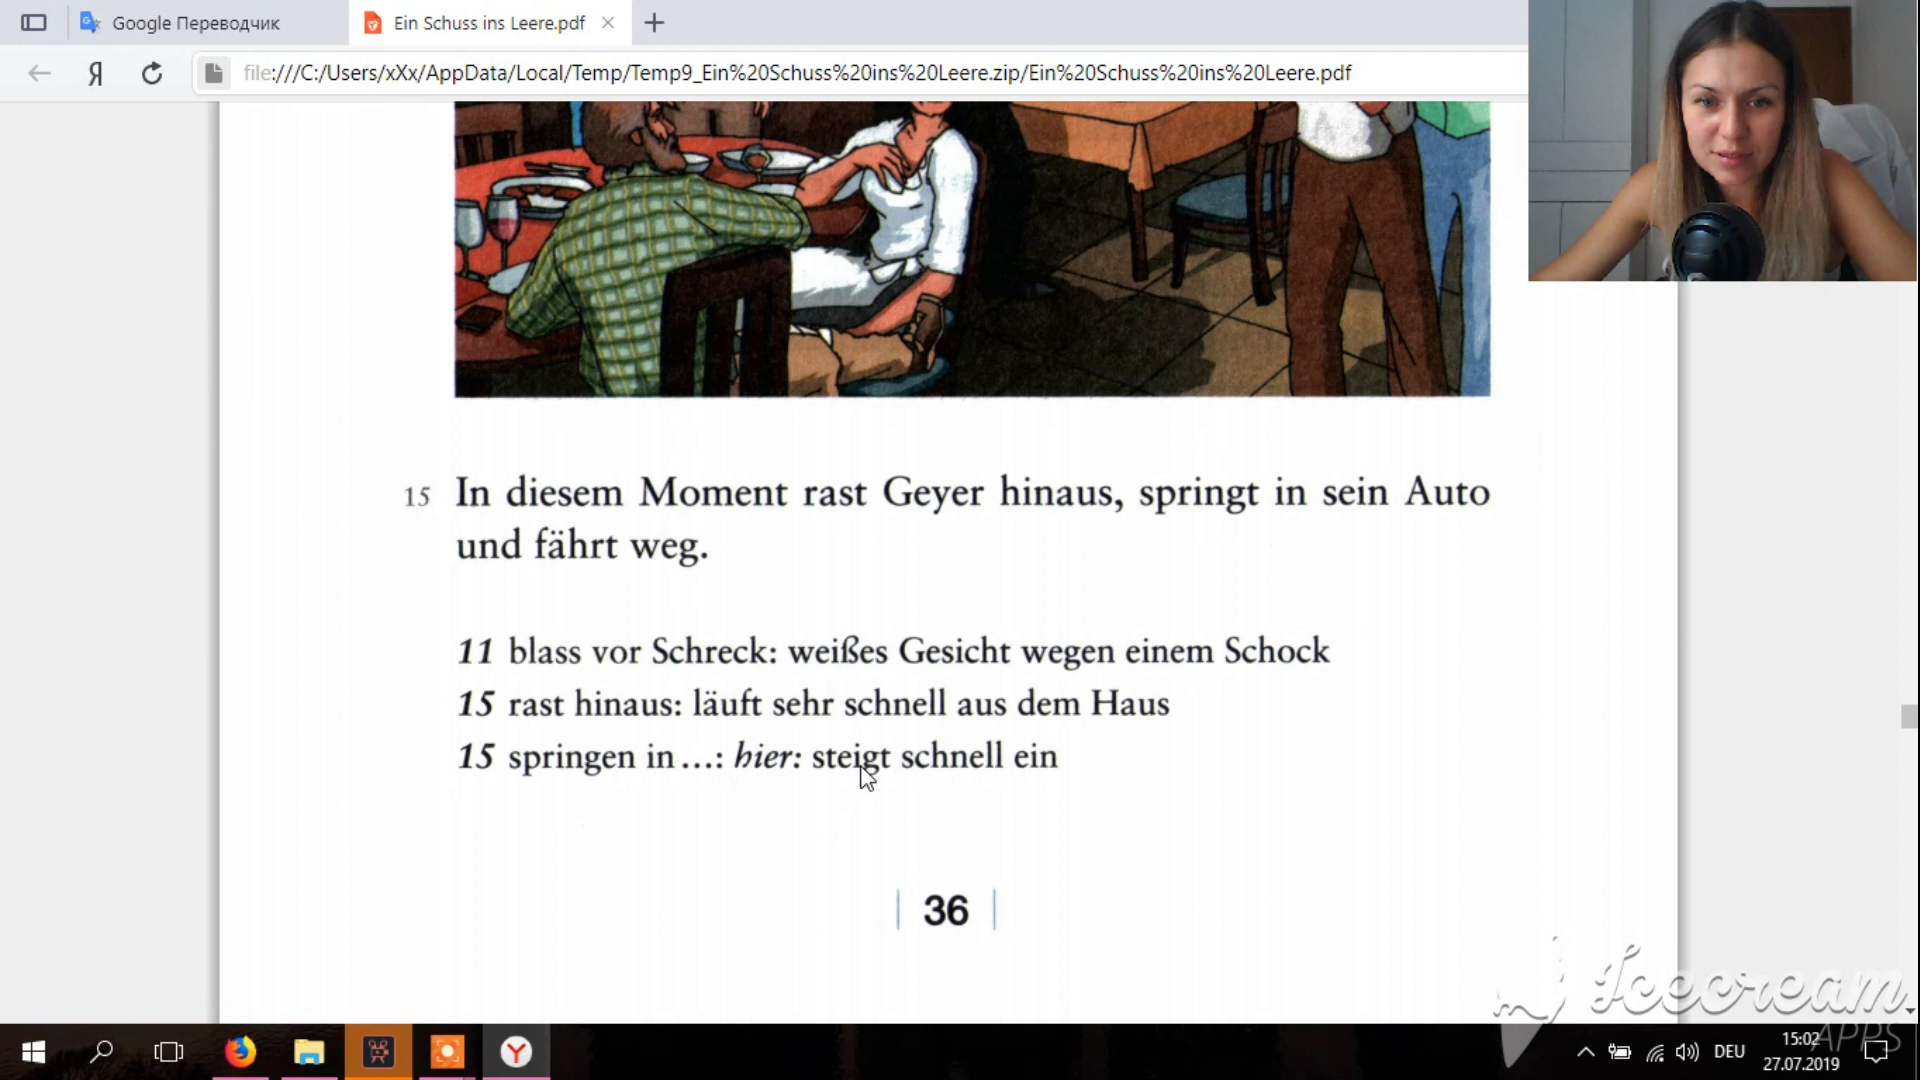 Google Переводчик
Ein Schuss ins Leere.pdf
Я
file:///C:/Users/xXx/AppData/Local/Temp/Temp9_Ein%20Schuss%20ins%20Leere.zip/Ein%20Schuss%20ins%20Leere.pdf
15 In diesem Moment rast Geyer hinaus, springt in sein Auto
und fährt weg.
11 blass vor Schreck: weißes Gesicht wegen einem Schock
15 rast hinaus: läuft sehr schnell aus dem Haus
15 springen in ...: hier: steigt schnell ein
36
Icecream
APPS
DEU
15:02
27.07.2019